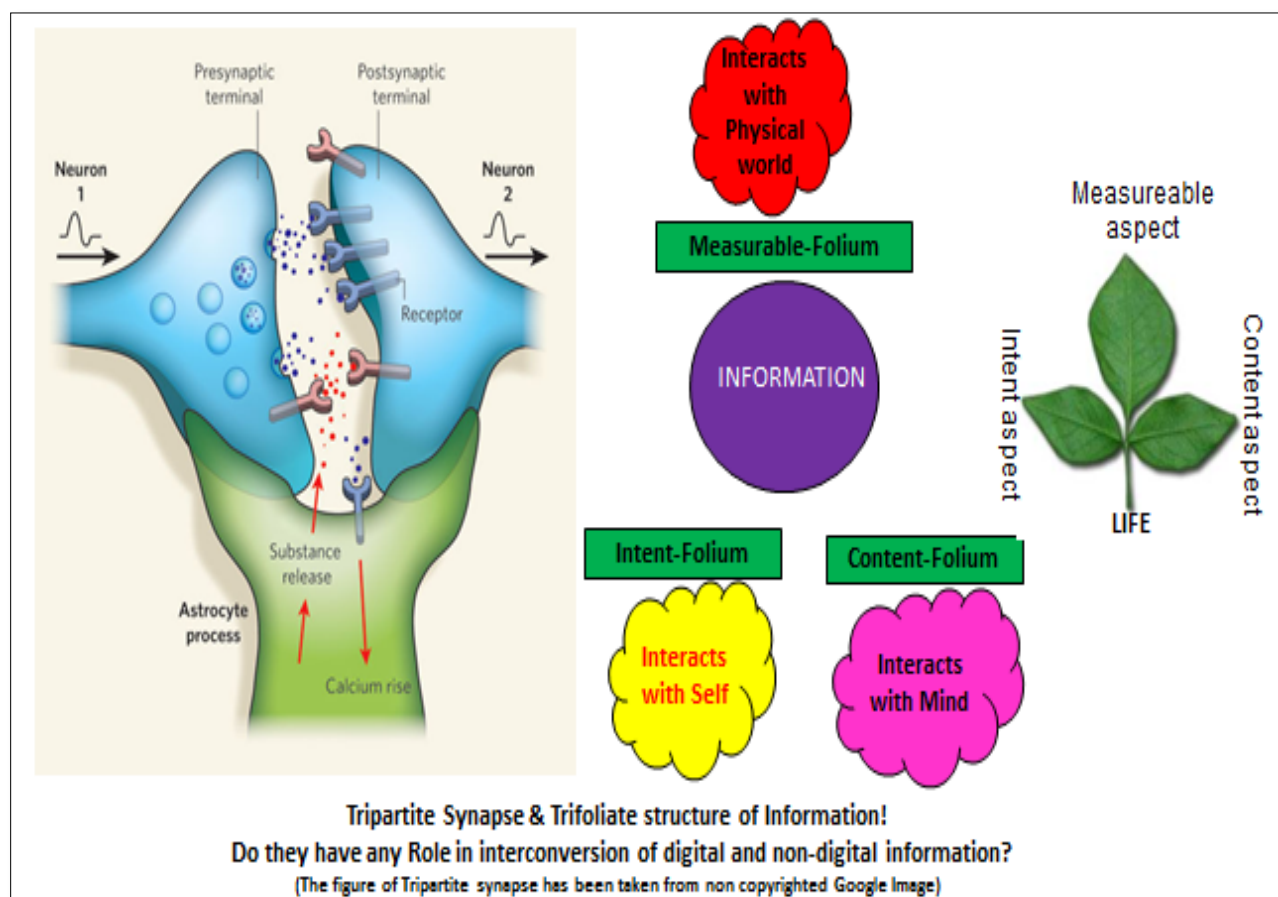 Presynaptic
terminal
Postsynaptic
terminal
Neuron
1
Neuron
2
Receptor
Substance
release
Astrocyte
process
Calcium rise
Interacts
with
Physical
world
Measurable-Folium
INFORMATION
Intent-Folium
Content-Folium
Interacts
with Self
Interacts
with Mind
Measureable
aspect
Intent aspect
Content aspect
LIFE
Tripartite Synapse & Trifoliate structure of Information!
Do they have any Role in interconversion of digital and non-digital information?
(The figure of Tripartite synapse has been taken from non copyrighted Google Image)